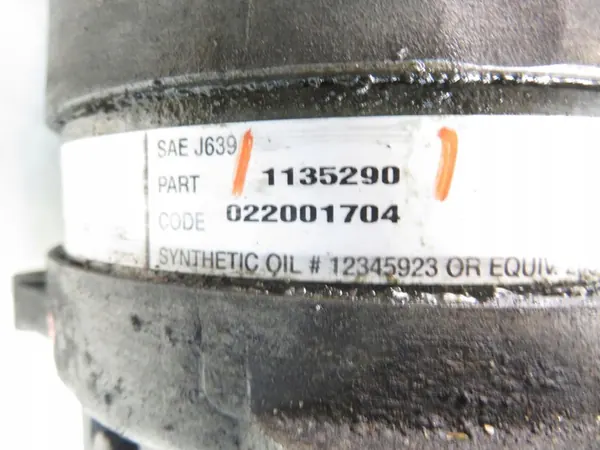 SAE J639
PART 1135290
CODE 022001704
SYNTHETIC OIL # 12345923 OR EQUIV.